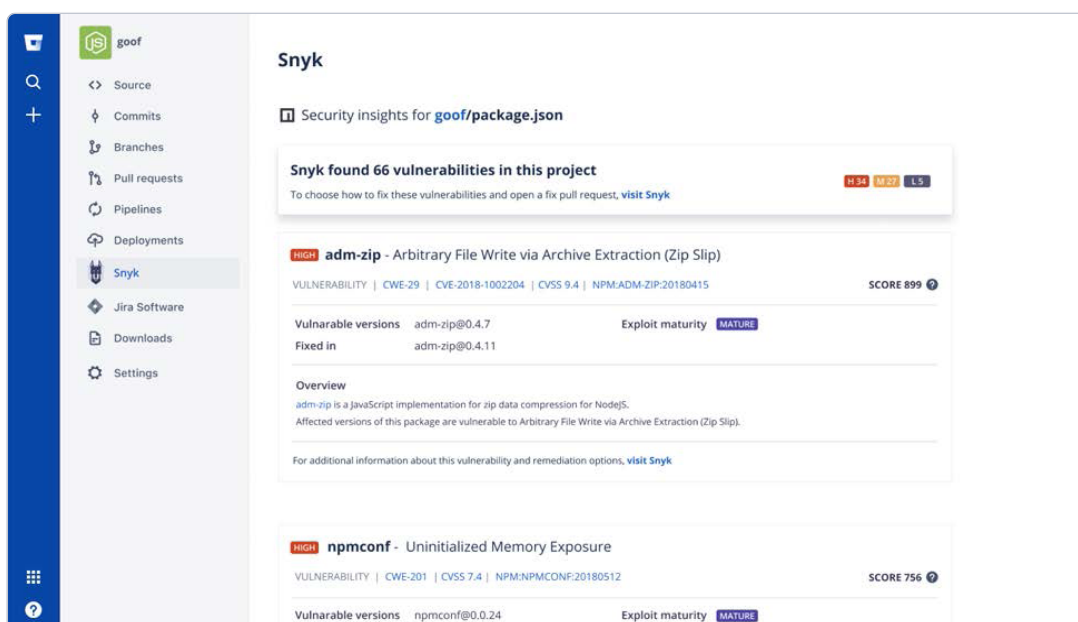 JS
goof
Source
Commits
Branches
Pull requests
Pipelines
Deployments
Snyk
Jira Software
Downloads
Settings
Snyk
Security insights for goof/package.json
Snyk found 66 vulnerabilities in this project
To choose how to fix these vulnerabilities and open a fix pull request, visit Snyk
H 34 M 27 L 5
HIGH adm-zip - Arbitrary File Write via Archive Extraction (Zip Slip)
VULNERABILITY | CWE-29 | CVE-2018-1002204 | CVSS 9.4 | NPM:ADM-ZIP:20180415 SCORE 899 ?
Vulnarable versions adm-zip@0.4.7 Exploit maturity MATURE
Fixed in adm-zip@0.4.11
Overview
adm-zip is a JavaScript implementation for zip data compression for NodeJS.
Affected versions of this package are vulnerable to Arbitrary File Write via Archive Extraction (Zip Slip).
For additional information about this vulnerability and remediation options, visit Snyk
HIGH npmconf - Uninitialized Memory Exposure
VULNERABILITY | CWE-201 | CVSS 7.4 | NPM:NPMCONF:20180512 SCORE 756 ?
Vulnarable versions npmconf@0.0.24 Exploit maturity MATURE
?